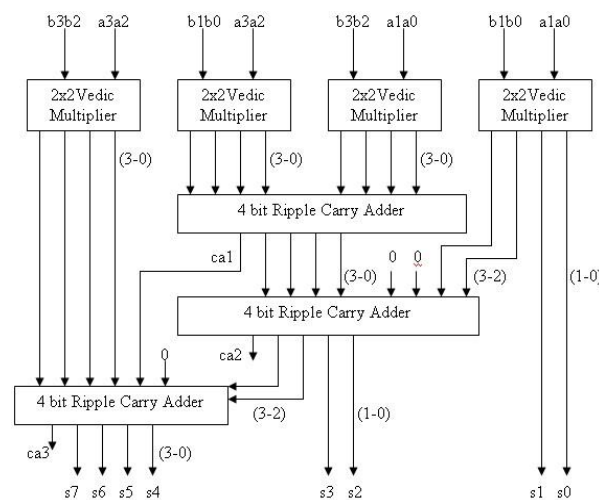 b3b2 a3a2 b1b0 a3a2 b3b2 a1a0 b1b0 a1a0
2x2Vedic Multiplier
2x2Vedic Multiplier
2x2Vedic Multiplier
2x2Vedic Multiplier
(3-0) (3-0) (3-0)
4 bit Ripple Carry Adder
ca1 (3-0) 0 0 (3-2) (1-0)
4 bit Ripple Carry Adder
0 ca2
4 bit Ripple Carry Adder (3-2) (1-0)
ca3 (3-0)
s7 s6 s5 s4 s3 s2 s1 s0